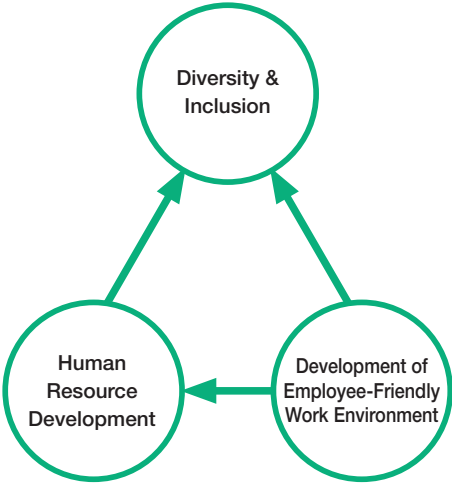 Diversity &
Inclusion
Human
Resource
Development
Development of
Employee-Friendly
Work Environment